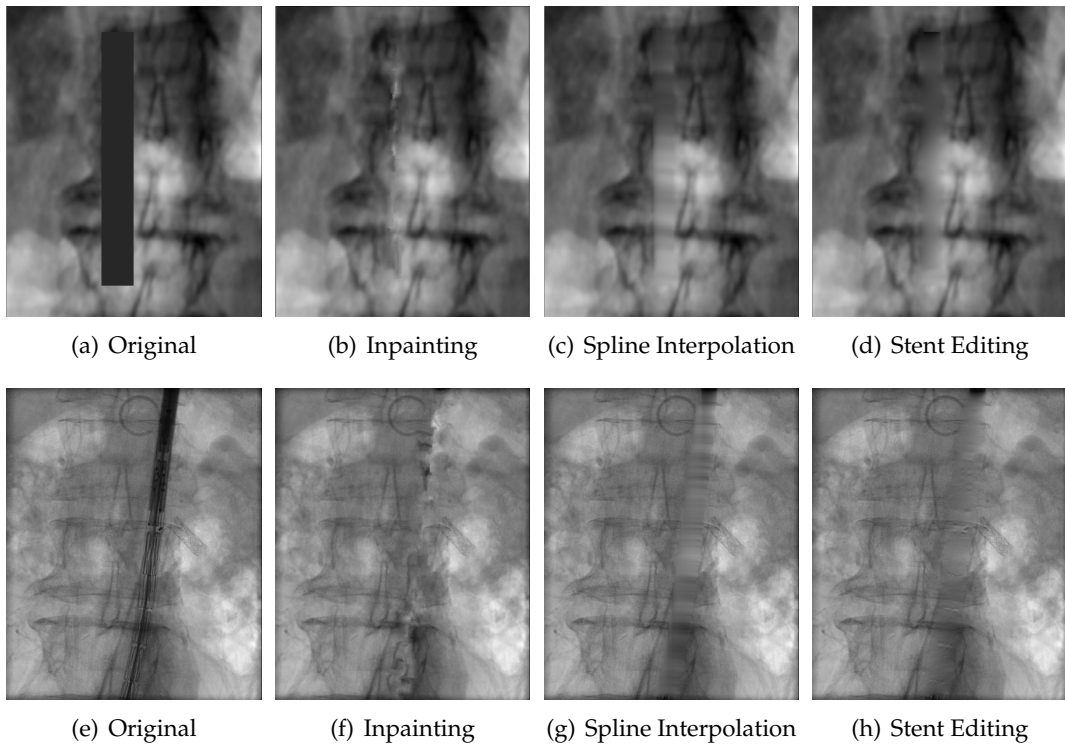 (a) Original
(b) Inpainting
(c) Spline Interpolation
(d) Stent Editing
(e) Original
(f) Inpainting
(g) Spline Interpolation
(h) Stent Editing